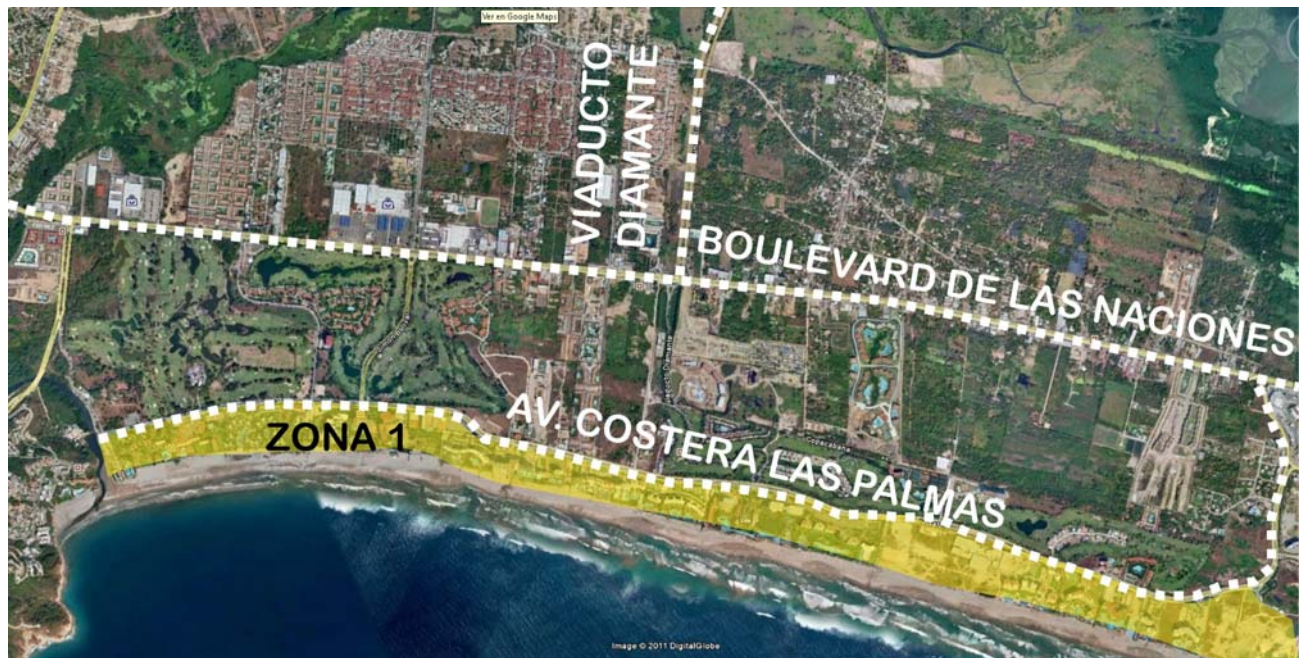 Ver en Google Maps
VIADUCTO
DIAMANTE
BOULEVARD DE LAS NACIONES
AV. COSTERA LAS PALMAS
ZONA 1
Image © 2011 DigitalGlobe